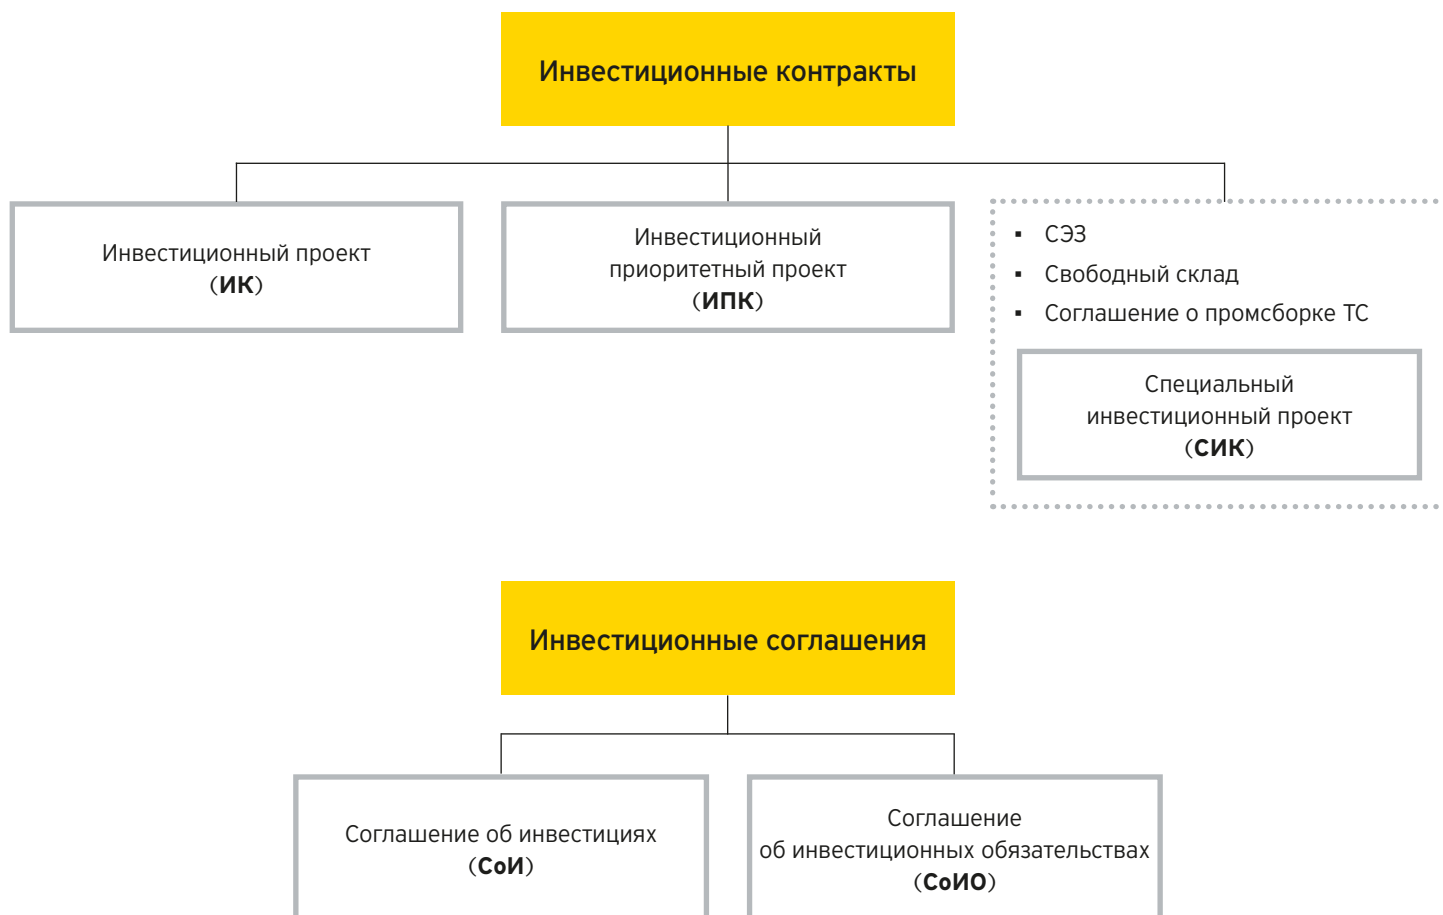 Инвестиционные контракты
Инвестиционный проект
(ИК)
Инвестиционный
приоритетный проект
(ИПК)
▪ СЭЗ
▪ Свободный склад
▪ Соглашение о промсборке ТС
Специальный
инвестиционный проект
(СИК)
Инвестиционные соглашения
Соглашение об инвестициях
(СоИ)
Соглашение
об инвестиционных обязательствах
(СоИО)